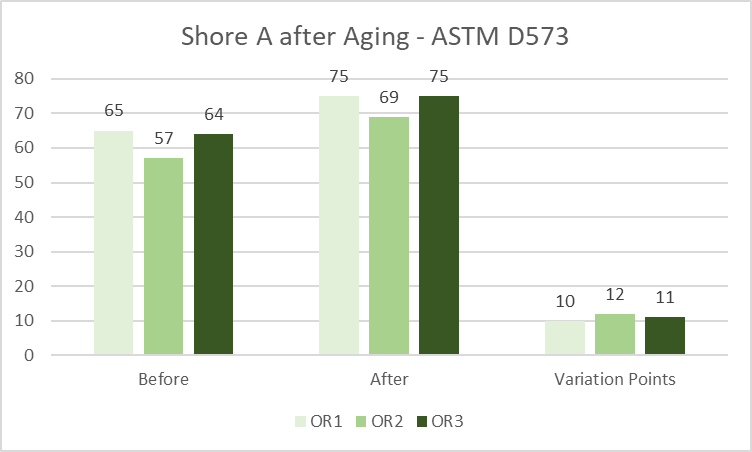 Shore A after Aging - ASTM D573
80
70
60
50
40
30
20
10
0
65
57
64
75
69
75
10
12
11
Before
After
Variation Points
OR1
OR2
OR3